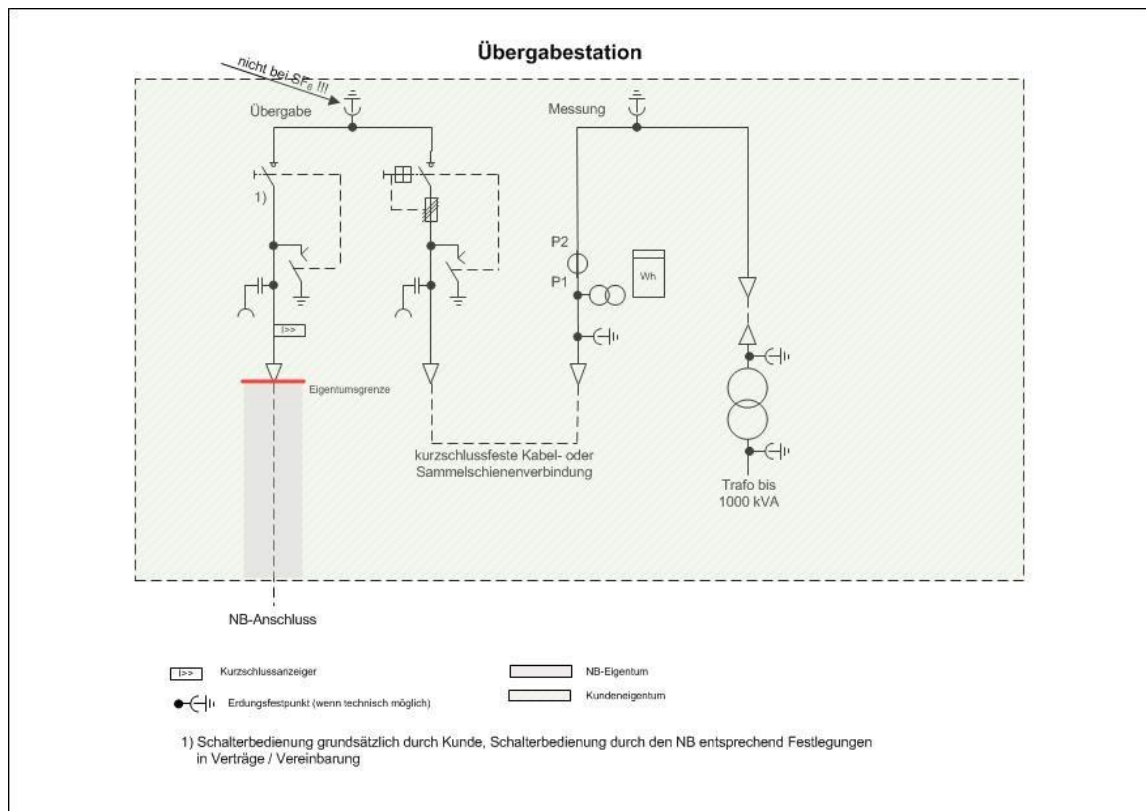 Übergabestation
nicht bei SF₆ !!!
Übergabe
Messung
1)
P2
P1
Wh
I>>
Eigentumsgrenze
kurzschlussfeste Kabel- oder
Sammelschienenverbindung
Trafo bis
1000 kVA
NB-Anschluss
I>>
Kurzschlussanzeiger
NB-Eigentum
Erdungsfestpunkt (wenn technisch möglich)
Kundeneigentum
1) Schalterbedienung grundsätzlich durch Kunde, Schalterbedienung durch den NB entsprechend Festlegungen
in Verträge / Vereinbarung